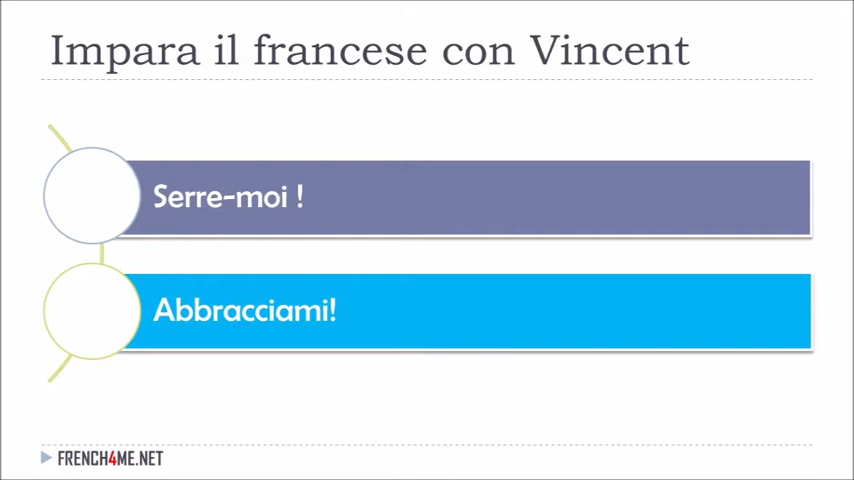 Impara il francese con Vincent
Serre-moi !
Abbracciami!
FRENCH4ME.NET